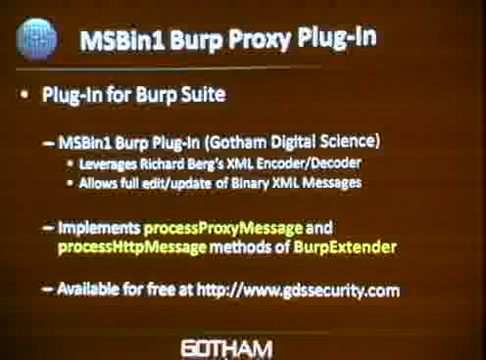 MSBin1 Burp Proxy Plug-In
• Plug-In for Burp Suite
– MSBin1 Burp Plug-In (Gotham Digital Science)
• Leverages Richard Berg's XML Encoder/Decoder
• Allows full edit/update of Binary XML Messages
– Implements processProxyMessage and
processHttpMessage methods of BurpExtender
– Available for free at http://www.gdssecurity.com
GOTHAM